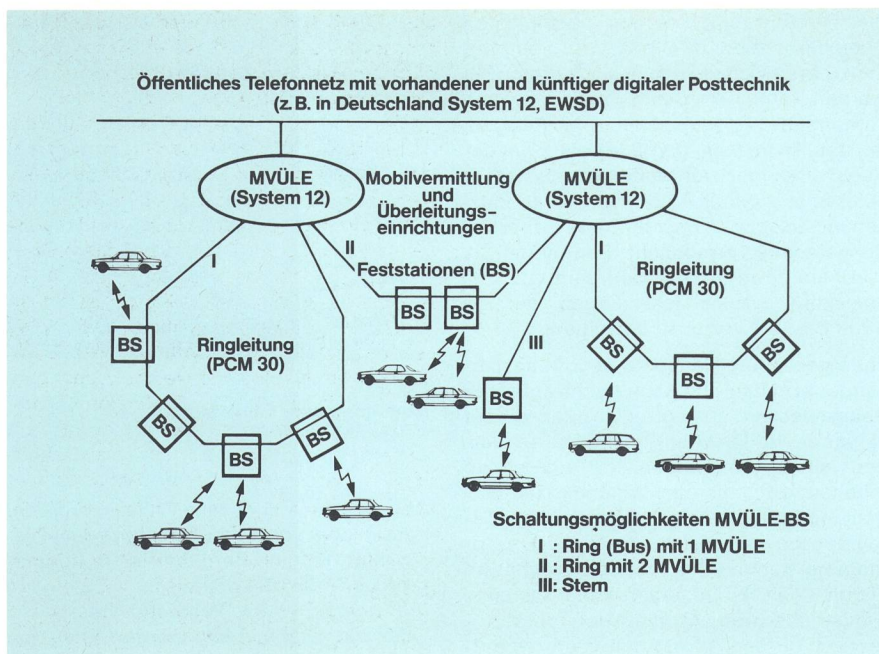 Öffentliches Telefonnetz mit vorhandener und künftiger digitaler Posttechnik
(z. B. in Deutschland System 12, EWSD)
MVÜLE
(System 12)
Mobilvermittlung
und
Überleitungs-
einrichtungen
MVÜLE
(System 12)
I
II
Feststationen (BS)
I
Ringleitung
(PCM 30)
BS
BS
BS
Ringleitung
(PCM 30)
III
BS
BS
BS
BS
BS
BS
BS
BS
Schaltungsmöglichkeiten MVÜLE-BS
I : Ring (Bus) mit 1 MVÜLE
II : Ring mit 2 MVÜLE
III: Stern